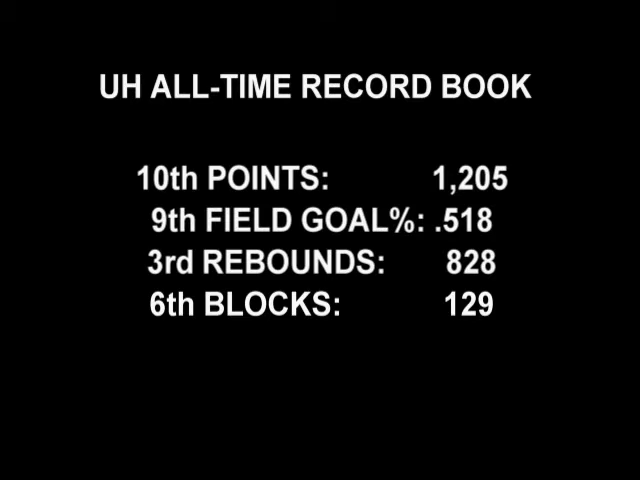 UH ALL-TIME RECORD BOOK
10th POINTS: 1,205
9th FIELD GOAL%: .518
3rd REBOUNDS: 828
6th BLOCKS: 129